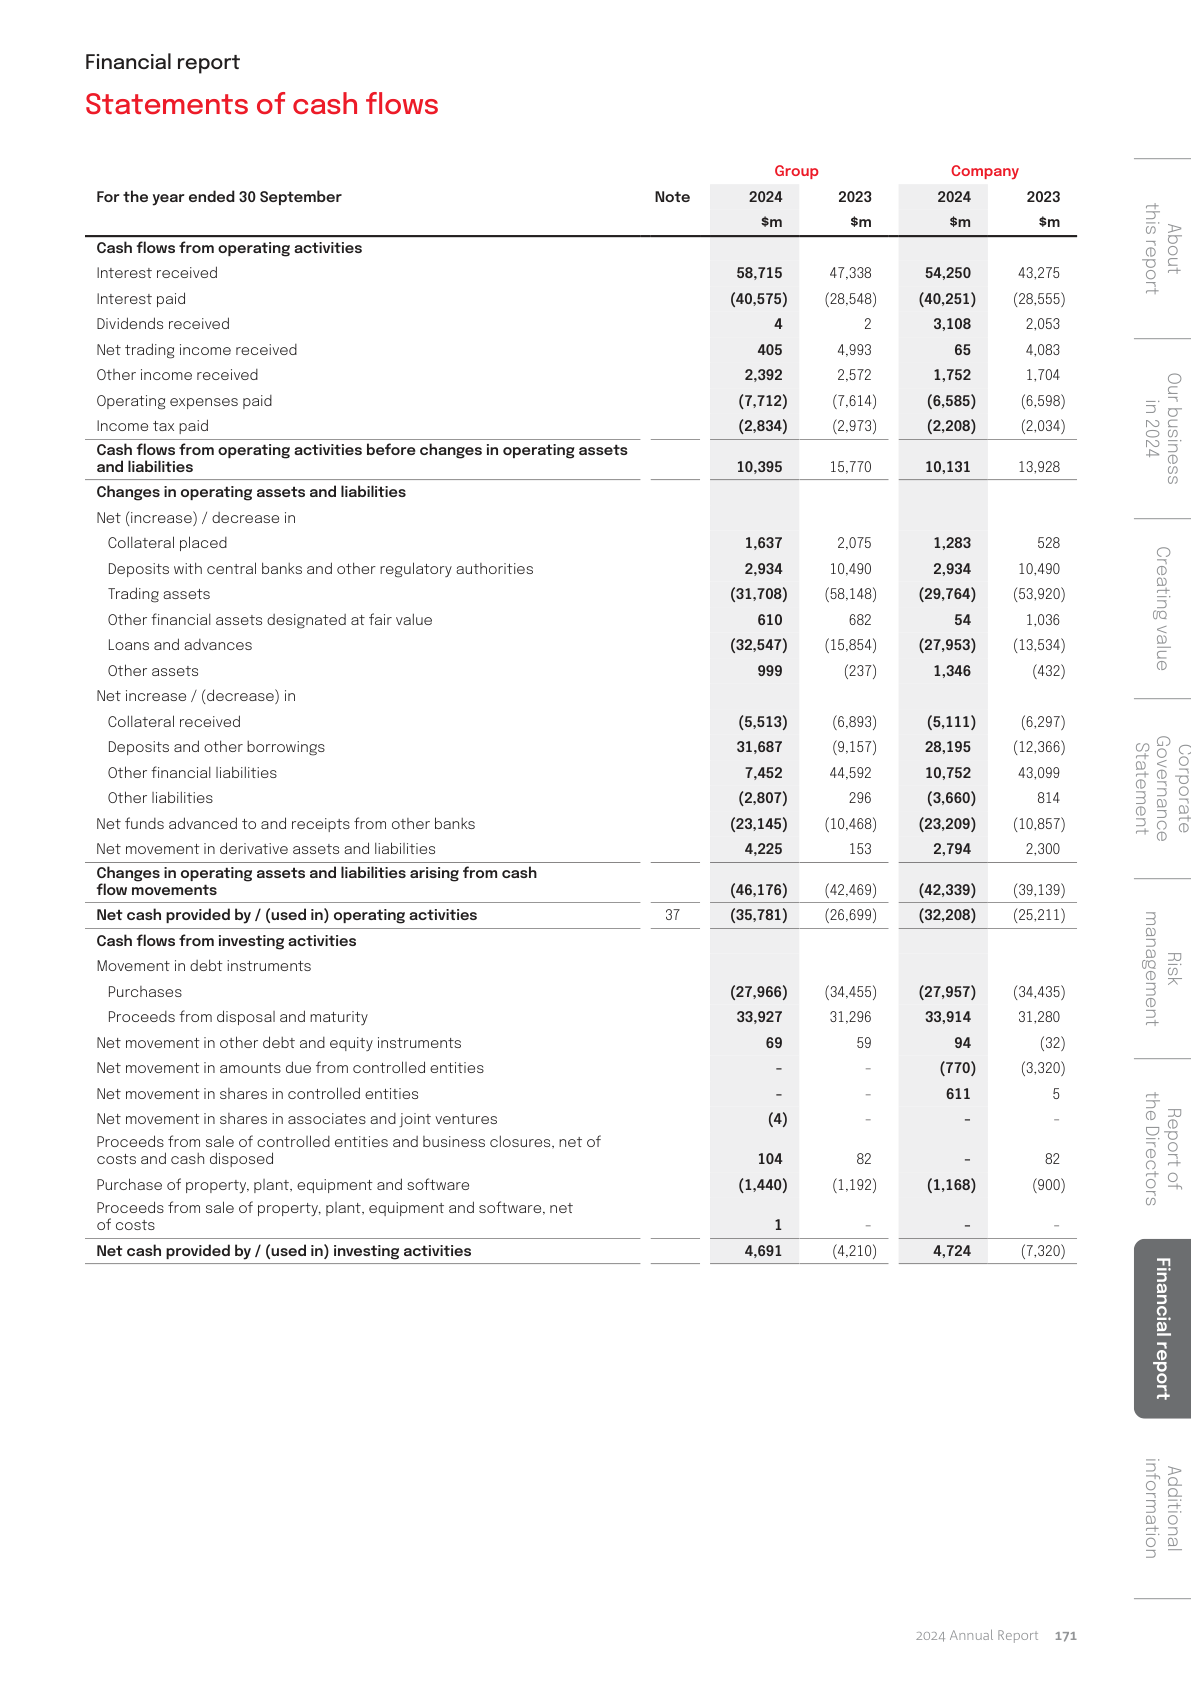 Financial report
Statements of cash flows
Group Company
For the year ended 30 September Note 2024 2023 2024 2023
$m $m $m $m
Cash flows from operating activities
Interest received 58,715 47,338 54,250 43,275
Interest paid (40,575) (28,548) (40,251) (28,555)
Dividends received 4 2 3,108 2,053
Net trading income received 405 4,993 65 4,083
Other income received 2,392 2,572 1,752 1,704
Operating expenses paid (7,712) (7,614) (6,585) (6,598)
Income tax paid (2,834) (2,973) (2,208) (2,034)
Cash flows from operating activities before changes in operating assets
and liabilities 10,395 15,770 10,131 13,928
Changes in operating assets and liabilities
Net (increase) / decrease in
Collateral placed 1,637 2,075 1,283 528
Deposits with central banks and other regulatory authorities 2,934 10,490 2,934 10,490
Trading assets (31,708) (58,148) (29,764) (53,920)
Other financial assets designated at fair value 610 682 54 1,036
Loans and advances (32,547) (15,854) (27,953) (13,534)
Other assets 999 (237) 1,346 (432)
Net increase / (decrease) in
Collateral received (5,513) (6,893) (5,111) (6,297)
Deposits and other borrowings 31,687 (9,157) 28,195 (12,366)
Other financial liabilities 7,452 44,592 10,752 43,099
Other liabilities (2,807) 296 (3,660) 814
Net funds advanced to and receipts from other banks (23,145) (10,468) (23,209) (10,857)
Net movement in derivative assets and liabilities 4,225 153 2,794 2,300
Changes in operating assets and liabilities arising from cash
flow movements (46,176) (42,469) (42,339) (39,139)
Net cash provided by / (used in) operating activities 37 (35,781) (26,699) (32,208) (25,211)
Cash flows from investing activities
Movement in debt instruments
Purchases (27,966) (34,455) (27,957) (34,435)
Proceeds from disposal and maturity 33,927 31,296 33,914 31,280
Net movement in other debt and equity instruments 69 59 94 (32)
Net movement in amounts due from controlled entities – – (770) (3,320)
Net movement in shares in controlled entities – – 611 5
Net movement in shares in associates and joint ventures (4) – – –
Proceeds from sale of controlled entities and business closures, net of
costs and cash disposed 104 82 – 82
Purchase of property, plant, equipment and software (1,440) (1,192) (1,168) (900)
Proceeds from sale of property, plant, equipment and software, net
of costs 1 – – –
Net cash provided by / (used in) investing activities 4,691 (4,210) 4,724 (7,320)
About
this report
Our business
in 2024
Creating value
Corporate
Governance
Statement
Risk
management
Report of
the Directors
Financial report
Additional
information
2024 Annual Report 171